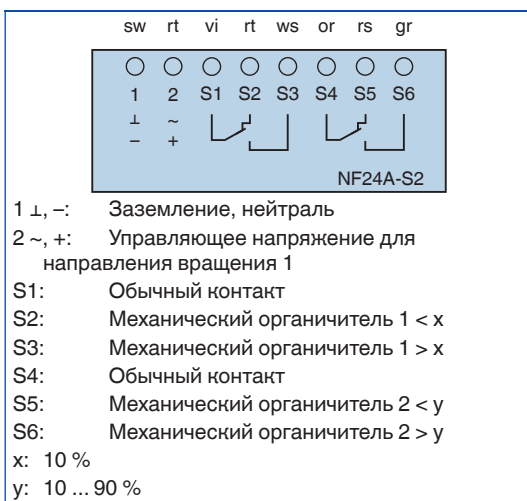 sw rt vi rt ws or rs gr
1 2 S1 S2 S3 S4 S5 S6
⊥ ~
– +
NF24A-S2
1 ⊥, –: Заземление, нейтраль
2 ~, +: Управляющее напряжение для
направления вращения 1
S1: Обычный контакт
S2: Механический органичитель 1 < x
S3: Механический органичитель 1 > x
S4: Обычный контакт
S5: Механический органичитель 2 < y
S6: Механический органичитель 2 > y
x: 10 %
y: 10 ... 90 %